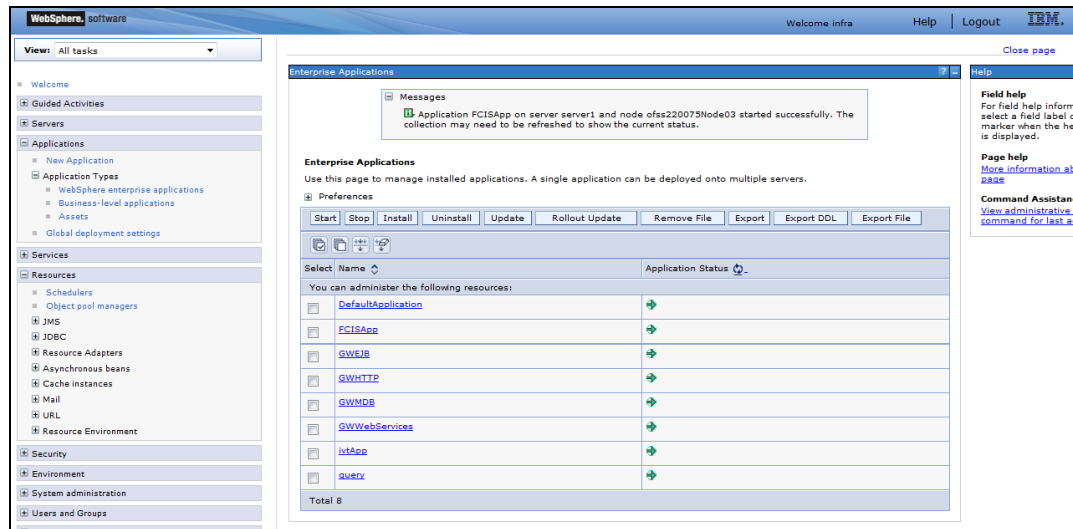 WebSphere. software
Welcome infra
Help
Logout
IBM.
View: All tasks
Welcome
Guided Activities
Servers
Applications
New Application
Application Types
WebSphere enterprise applications
Business-level applications
Assets
Global deployment settings
Services
Resources
Schedulers
Object pool managers
JMS
JDBC
Resource Adapters
Asynchronous beans
Cache instances
Mail
URL
Resource Environment
Security
Environment
System administration
Users and Groups
Close page
Enterprise Applications
Messages
Application FCISApp on server server1 and node ofss220075Node03 started successfully. The
collection may need to be refreshed to show the current status.
Enterprise Applications
Use this page to manage installed applications. A single application can be deployed onto multiple servers.
Preferences
Start Stop Install Uninstall Update Rollout Update Remove File Export Export DDL Export File
Select Name Application Status
You can administer the following resources:
DefaultApplication
FCISApp
GWEJB
GWHTTP
GWMDB
GWWebServices
ivtApp
query
Total 8
Help
Field help
For field help inform
select a field label o
marker when the he
is displayed.
Page help
More information ab
page
Command Assistan
View administrative
command for last a